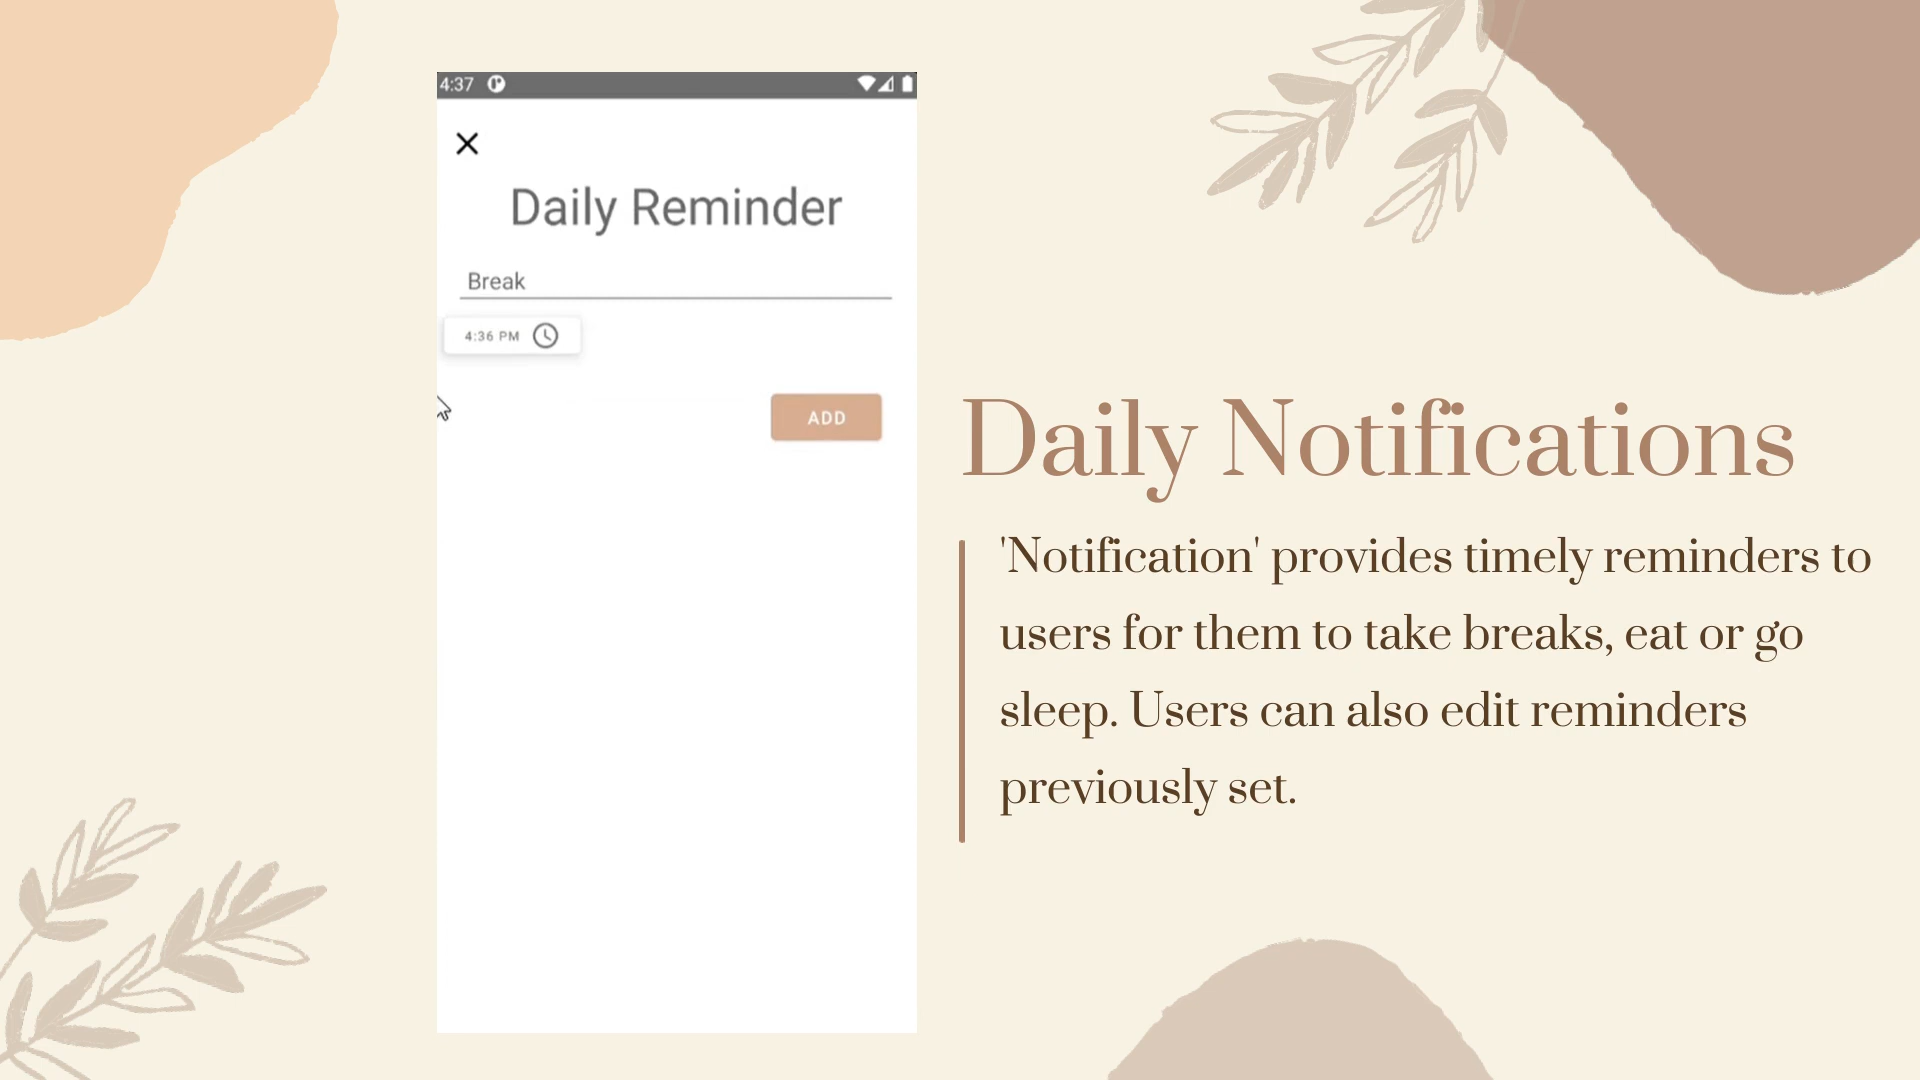 4:37
Daily Reminder
Break
4:36 PM
ADD
Daily Notifications
'Notification' provides timely reminders to
users for them to take breaks, eat or go
sleep. Users can also edit reminders
previously set.